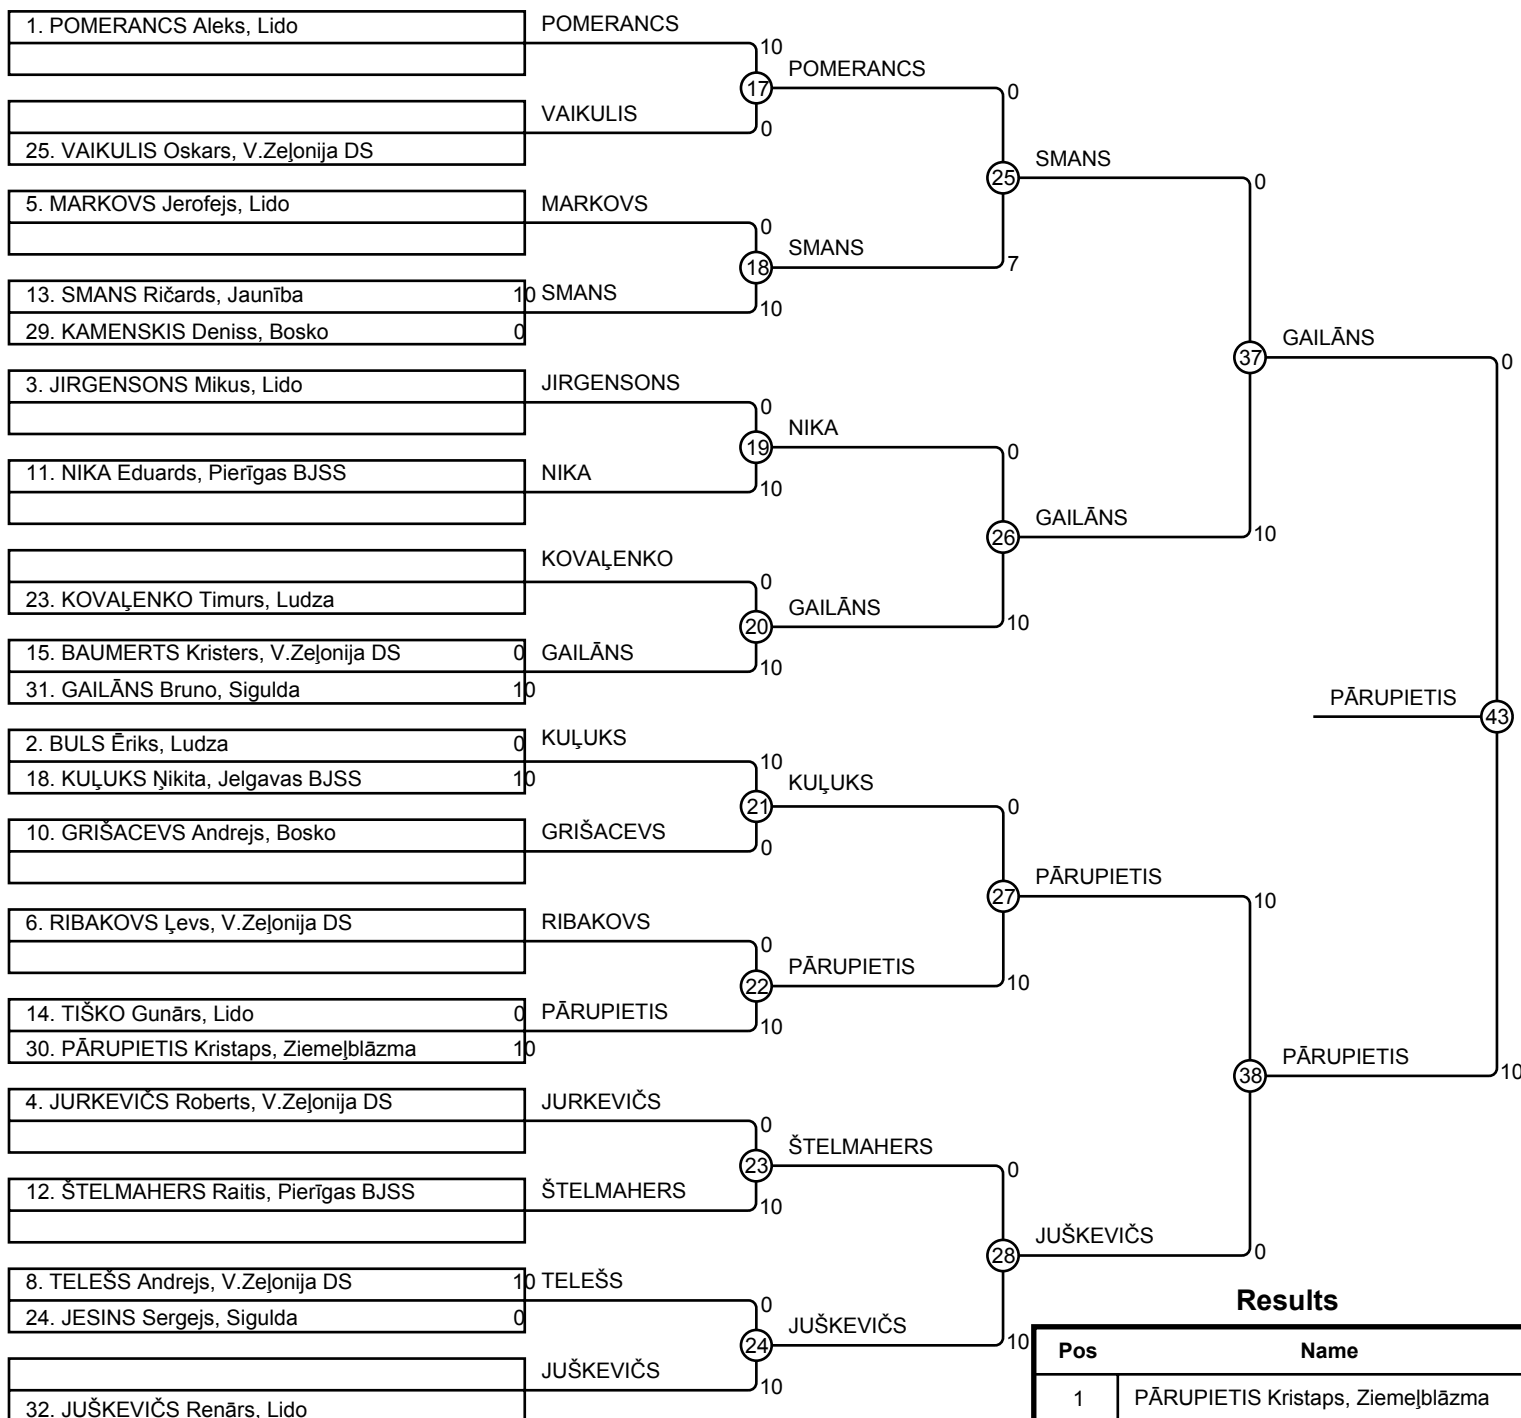 1. POMERANCS Aleks, Lido
POMERANCS
10
17
POMERANCS
0
VAIKULIS
0
25. VAIKULIS Oskars, V.Zeļonija DS
25
SMANS
0
5. MARKOVS Jerofejs, Lido
MARKOVS
0
18
SMANS
7
13. SMANS Ričards, Jaunība 10
SMANS
10
29. KAMENSKIS Deniss, Bosko 0
37
GAILĀNS
0
3. JIRGENSONS Mikus, Lido
JIRGENSONS
0
19
NIKA
0
11. NIKA Eduards, Pierīgas BJSS
NIKA
10
26
GAILĀNS
10
KOVAĻENKO
0
23. KOVAĻENKO Timurs, Ludza
20
GAILĀNS
10
15. BAUMERTS Kristers, V.Zeļonija DS 0
GAILĀNS
10
31. GAILĀNS Bruno, Sigulda 10
PĀRUPIETIS
43
2. BULS Ēriks, Ludza 0
KUĻUKS
10
18. KUĻUKS Ņikita, Jelgavas BJSS 10
21
KUĻUKS
0
10. GRIŠACEVS Andrejs, Bosko
GRIŠACEVS
0
27
PĀRUPIETIS
10
6. RIBAKOVS Ļevs, V.Zeļonija DS
RIBAKOVS
0
22
PĀRUPIETIS
10
14. TIŠKO Gunārs, Lido 0
PĀRUPIETIS
10
30. PĀRUPIETIS Kristaps, Ziemeļblāzma 10
38
PĀRUPIETIS
10
4. JURKEVIČS Roberts, V.Zeļonija DS
JURKEVIČS
0
23
ŠTELMAHERS
0
12. ŠTELMAHERS Raitis, Pierīgas BJSS
ŠTELMAHERS
10
28
JUŠKEVIČS
0
8. TELEŠS Andrejs, V.Zeļonija DS 10
TELEŠS
0
24. JESINS Sergejs, Sigulda 0
24
JUŠKEVIČS
10
JUŠKEVIČS
10
32. JUŠKEVIČS Renārs, Lido
Results
Pos Name
1 PĀRUPIETIS Kristaps, Ziemeļblāzma